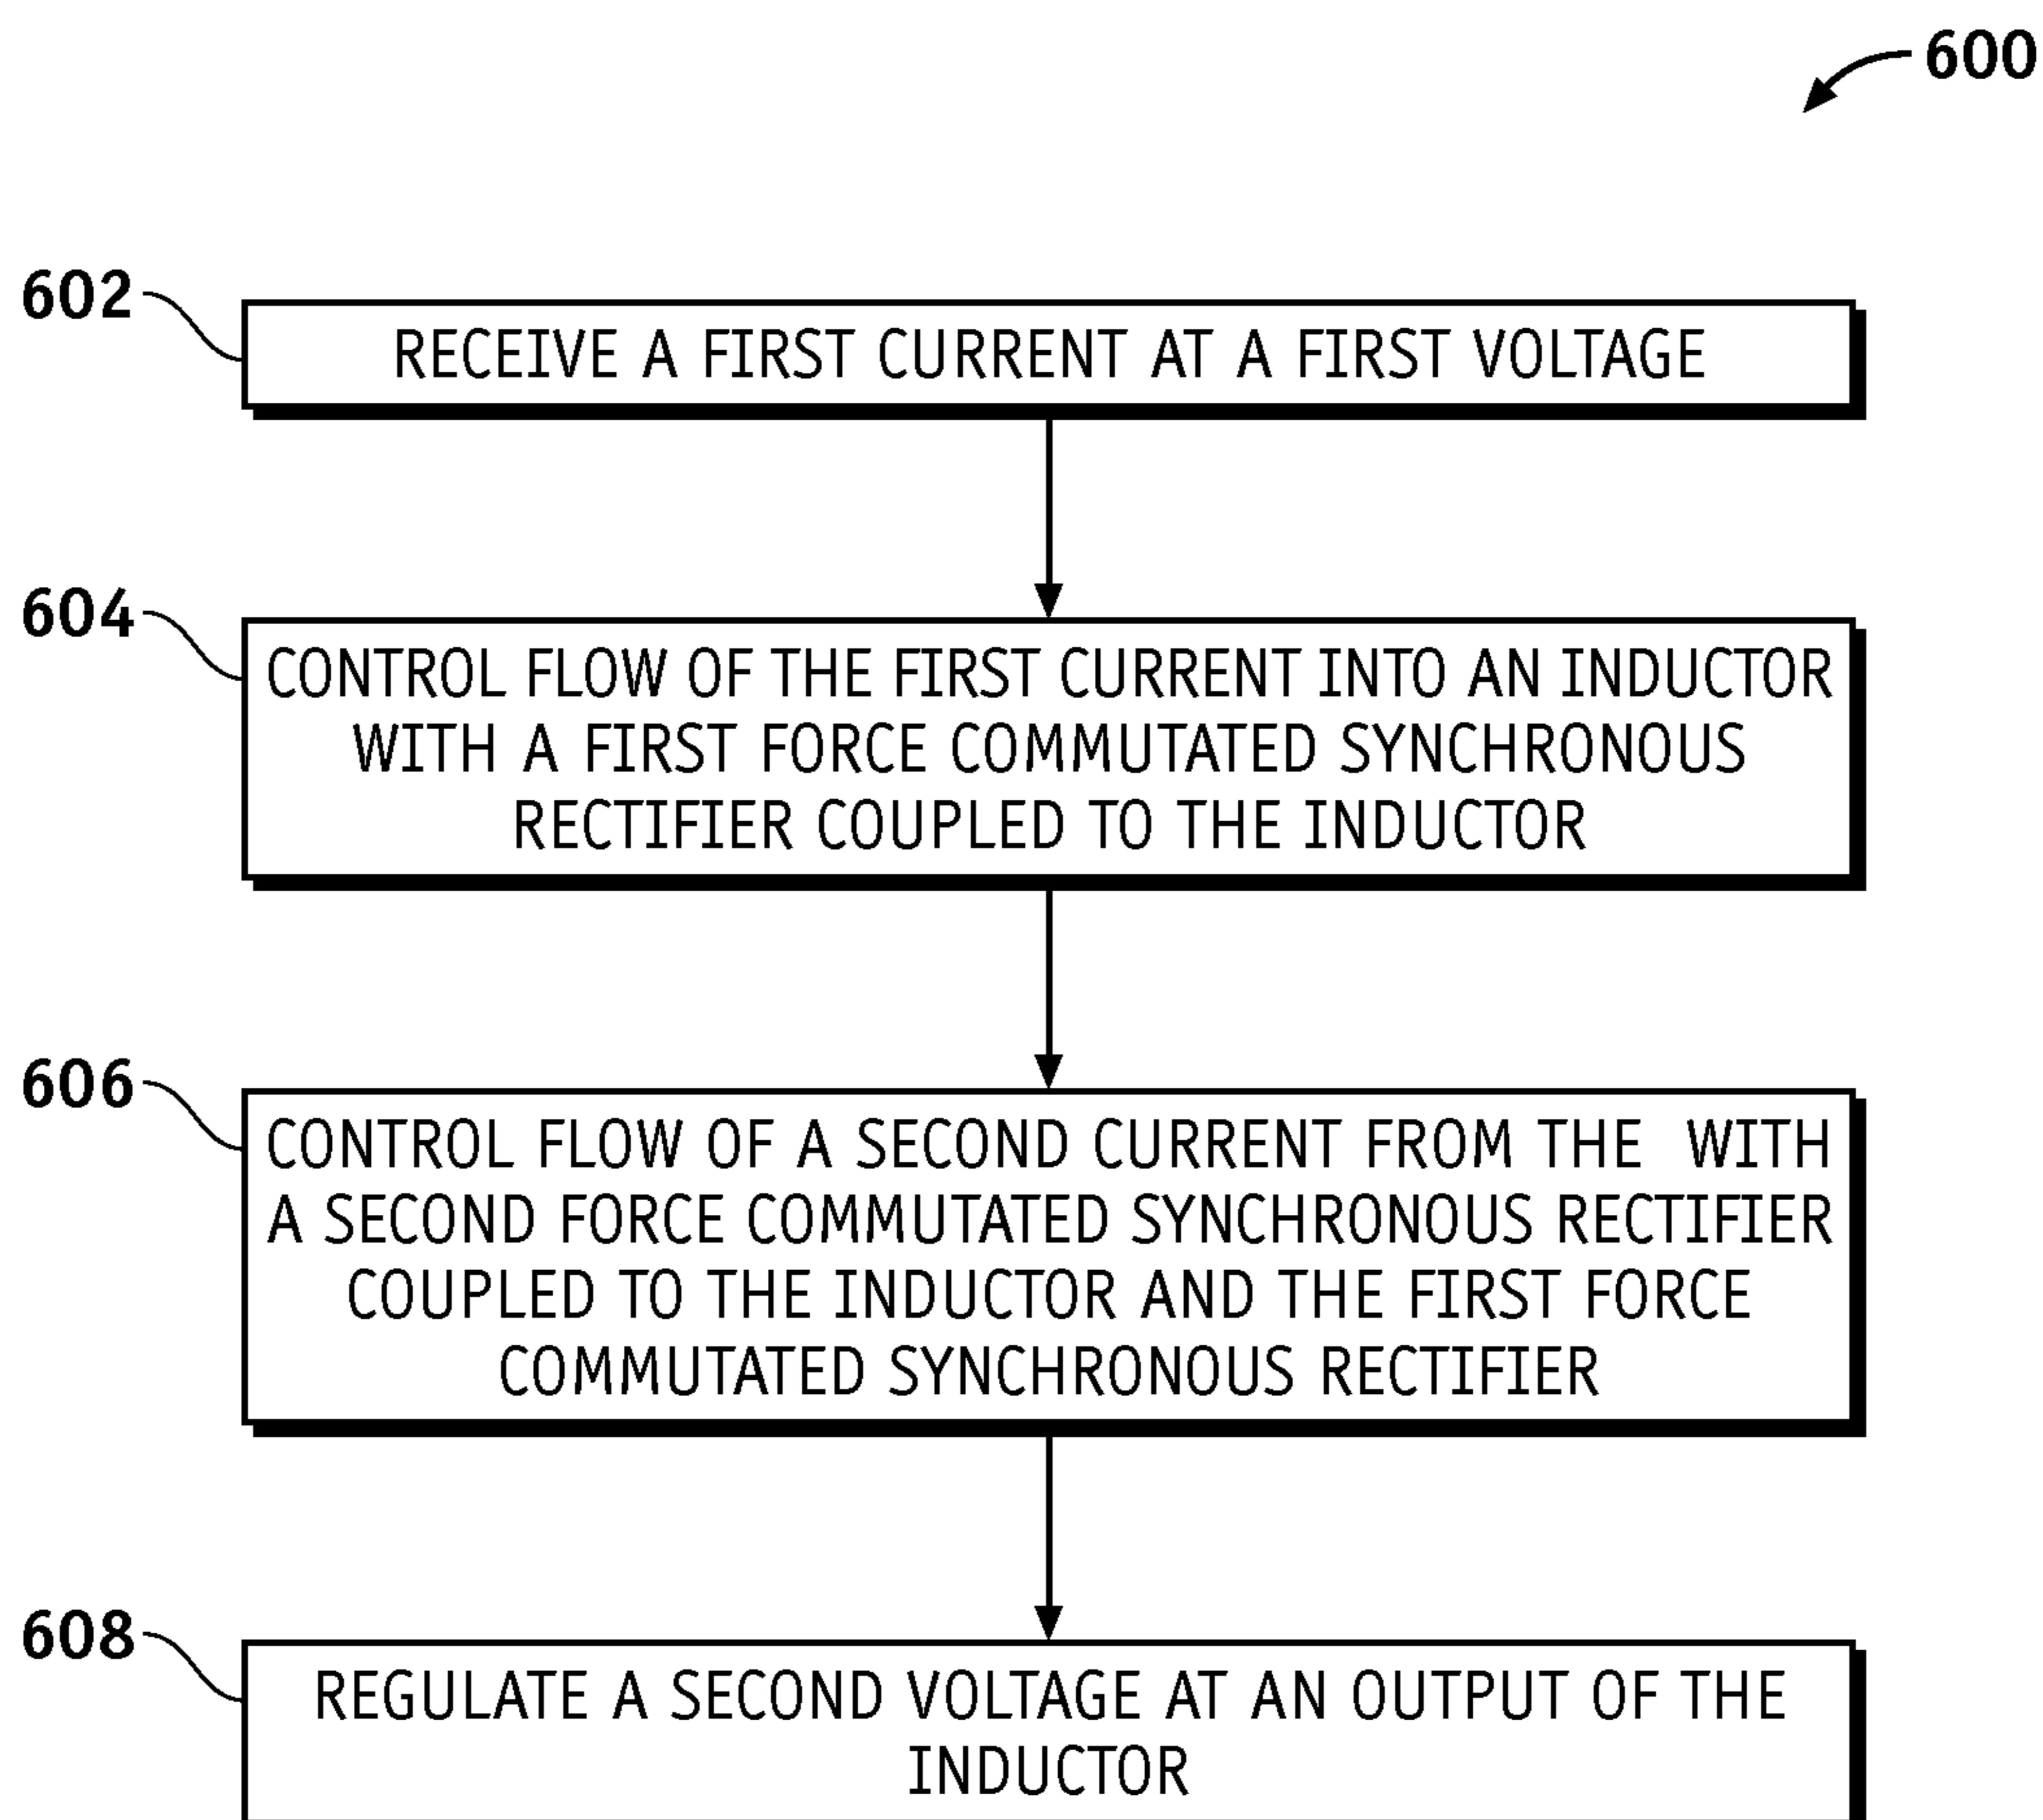 600
602
RECEIVE A FIRST CURRENT AT A FIRST VOLTAGE
604
CONTROL FLOW OF THE FIRST CURRENT INTO AN INDUCTOR
WITH A FIRST FORCE COMMUTATED SYNCHRONOUS
RECTIFIER COUPLED TO THE INDUCTOR
606
CONTROL FLOW OF A SECOND CURRENT FROM THE WITH
A SECOND FORCE COMMUTATED SYNCHRONOUS RECTIFIER
COUPLED TO THE INDUCTOR AND THE FIRST FORCE
COMMUTATED SYNCHRONOUS RECTIFIER
608
REGULATE A SECOND VOLTAGE AT AN OUTPUT OF THE
INDUCTOR